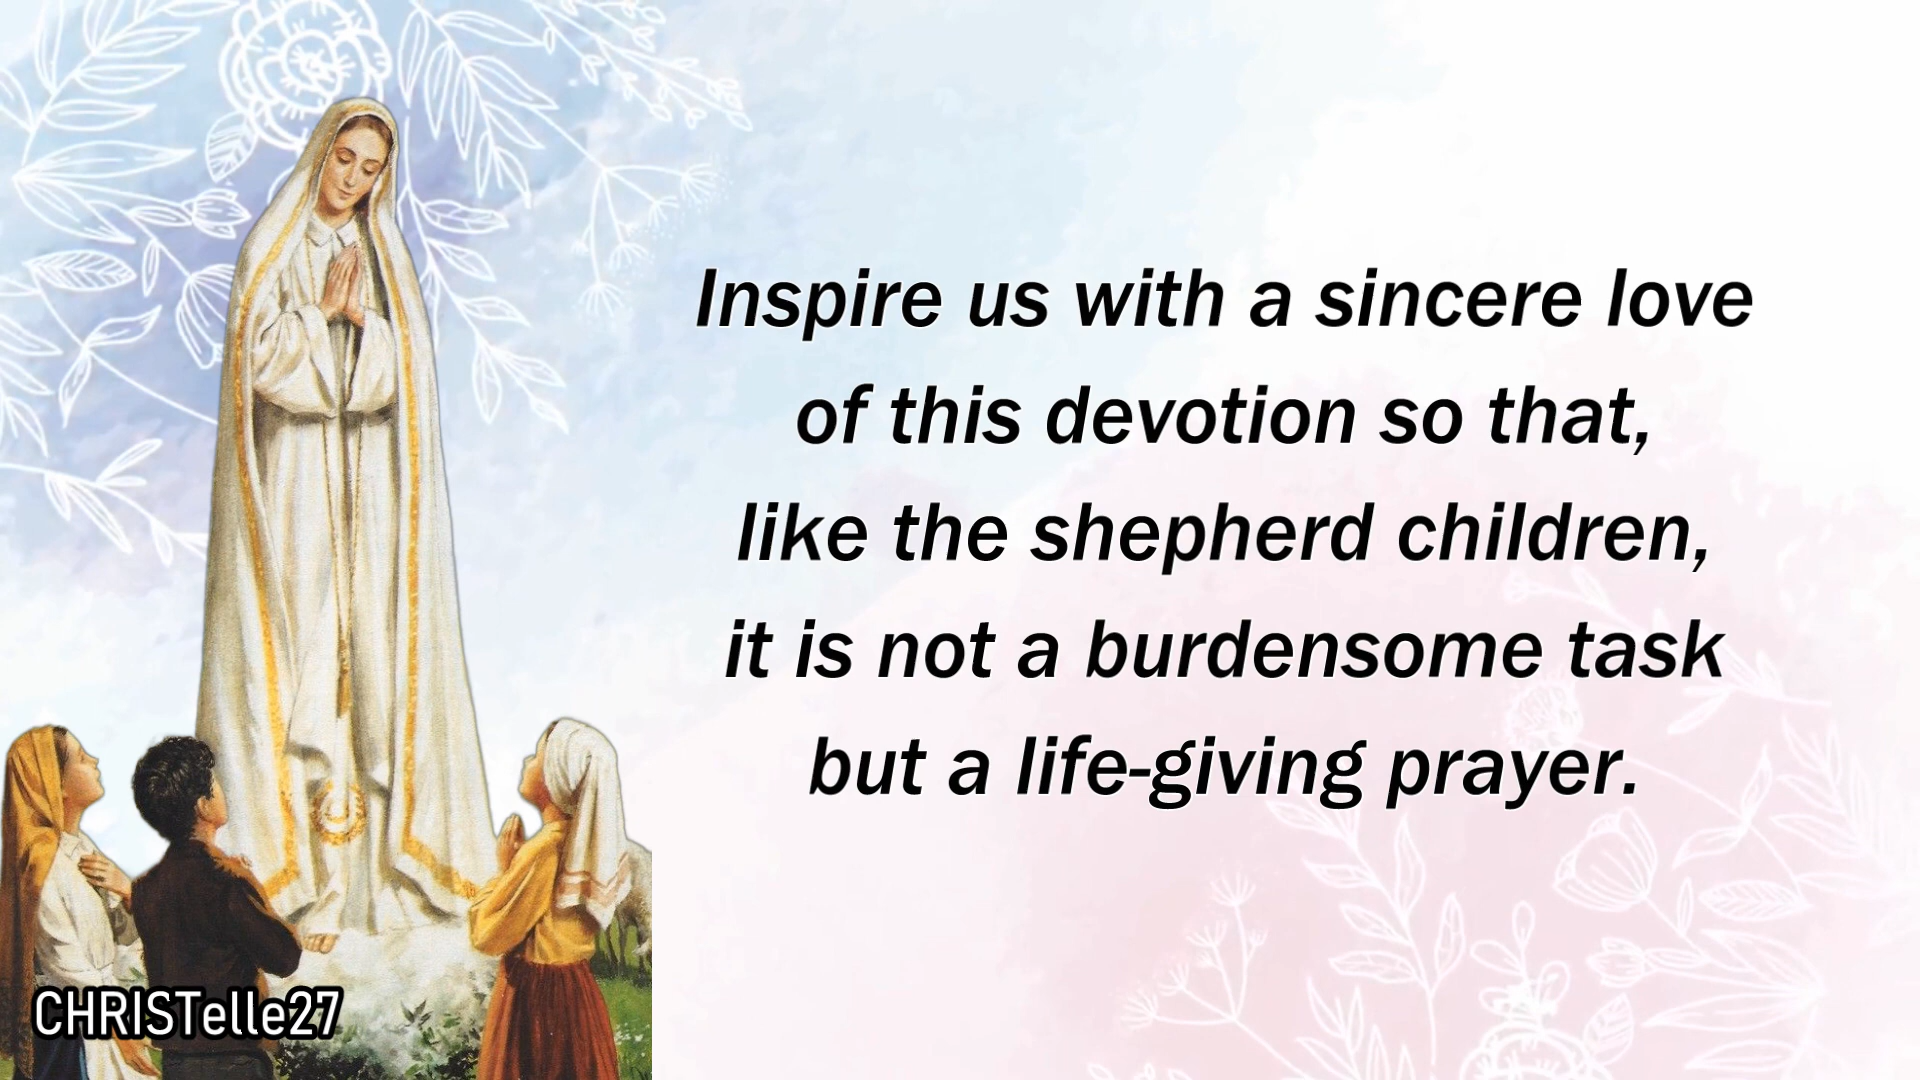 Inspire us with a sincere love
of this devotion so that,
like the shepherd children,
it is not a burdensome task
but a life-giving prayer.
CHRISTelle27